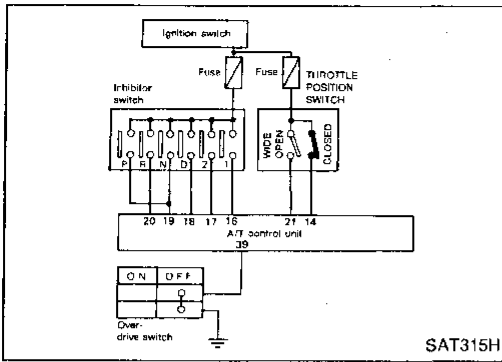 Ignition switch
Fuse
Fuse
THROTTLE
POSITION
SWITCH
Inhibitor
switch
WIDE
OPEN
CLOSED
P R N D 2 1
20 19 18 17 16 21 14
A/T control unit
39
ON OFF
Over-
drive switch
SAT315H